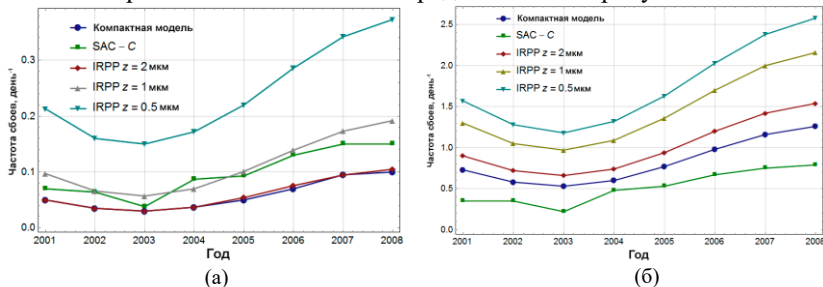 Компактная модель
SAC – C
IRPP z = 2 мкм
IRPP z = 1 мкм
IRPP z = 0.5 мкм
Частота сбоев, день⁻¹
0.3
0.2
0.1
0.0
2001 2002 2003 2004 2005 2006 2007 2008
Год
(а)
Компактная модель
SAC – C
IRPP z = 2 мкм
IRPP z = 1 мкм
IRPP z = 0.5 мкм
Частота сбоев, день⁻¹
2.5
2.0
1.5
1.0
0.5
0.0
2001 2002 2003 2004 2005 2006 2007 2008
Год
(б)